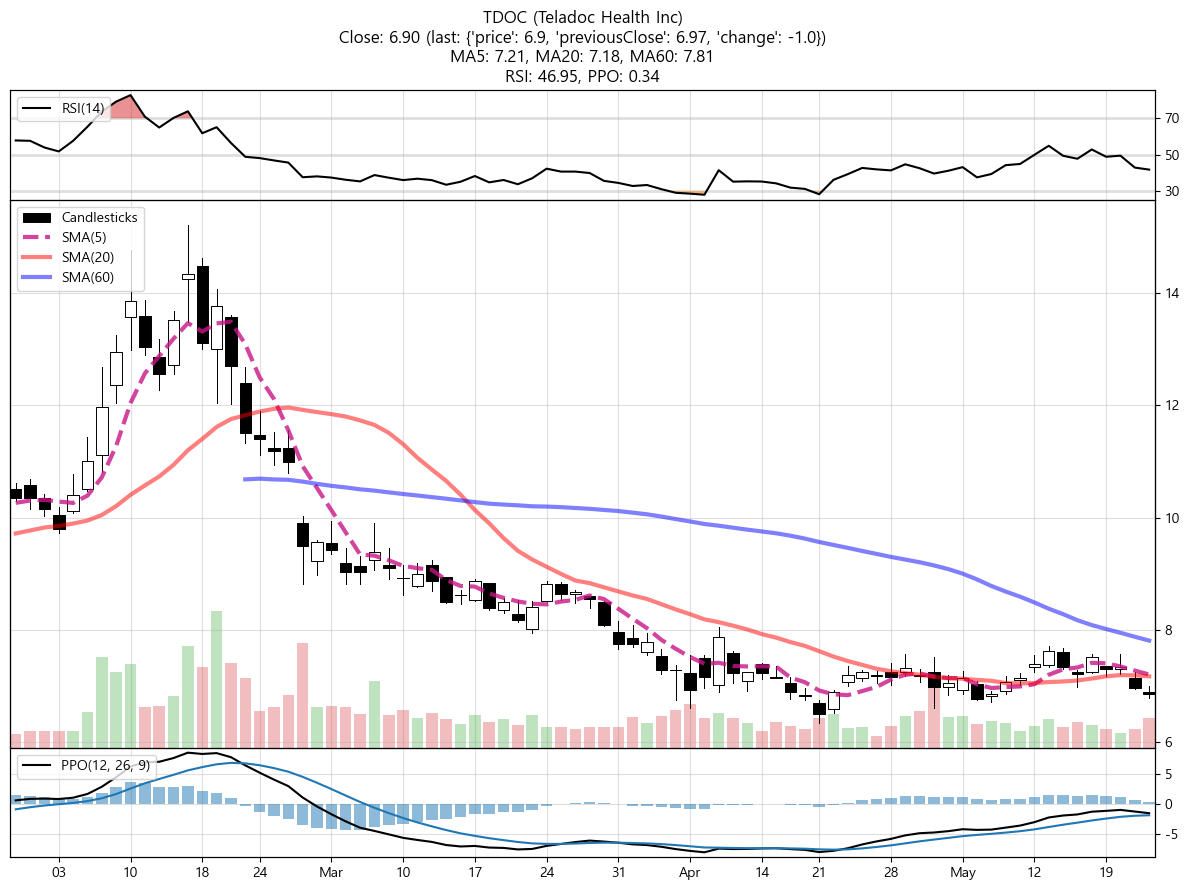 TDOC (Teladoc Health Inc)
Close: 6.90 (last: {'price': 6.9, 'previousClose': 6.97, 'change': -1.0})
MA5: 7.21, MA20: 7.18, MA60: 7.81
RSI: 46.95, PPO: 0.34
RSI(14)
70
50
30
Candlesticks
SMA(5)
SMA(20)
SMA(60)
14
12
10
8
6
PPO(12, 26, 9)
5
0
-5
03 10 18 24 Mar 10 17 24 31 Apr 14 21 28 May 12 19